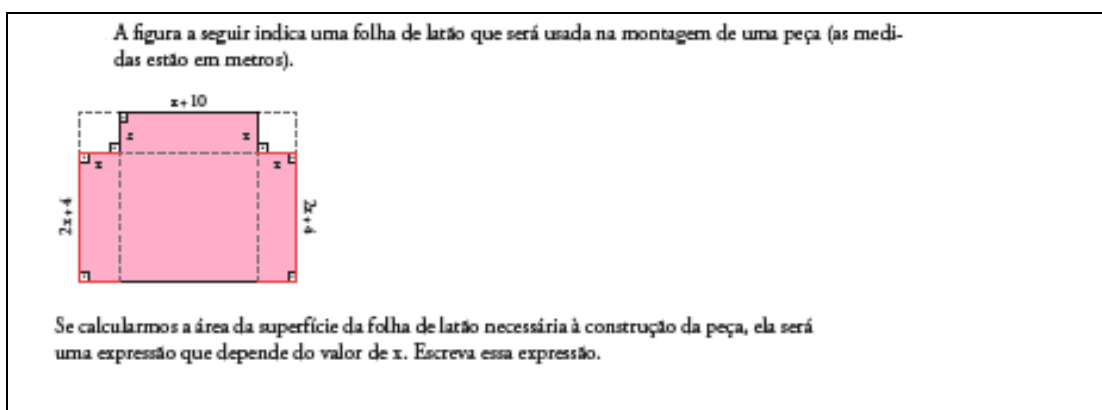 A figura a seguir indica uma folha de latão que será usada na montagem de uma peça (as medi-
das estão em metros).
x + 10
x x
x x
2x + 4 2x + 4
Se calcularmos a área da superfície da folha de latão necessária à construção da peça, ela será
uma expressão que depende do valor de x. Escreva essa expressão.